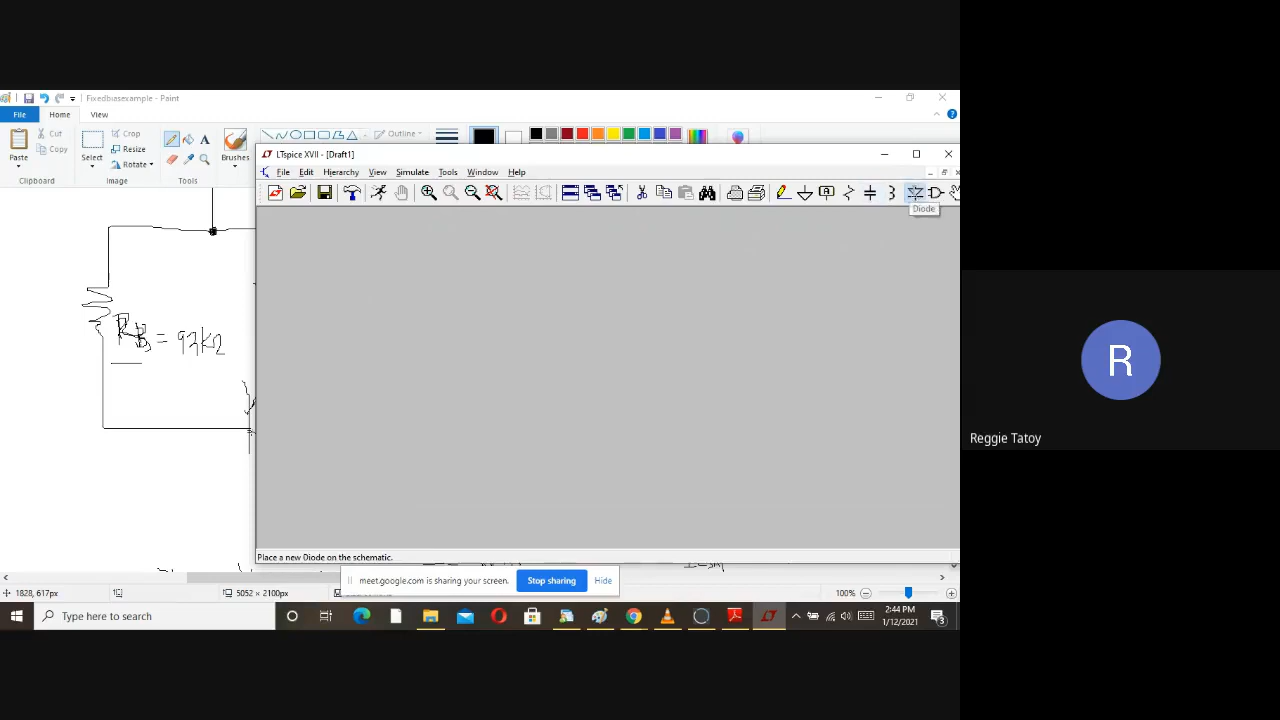 Fixedbiasexample - Paint
File Home View
Paste Cut Copy Clipboard
Select Crop Resize Rotate Image
Tools
Brushes
Outline
LTspice XVII - [Draft1]
File Edit Hierarchy View Simulate Tools Window Help
Diode
RB = 93kΩ
Place a new Diode on the schematic.
meet.google.com is sharing your screen. Stop sharing Hide
1828, 617px 5052 × 2100px 100%
Type here to search
2:44 PM
1/12/2021
3
R
Reggie Tatoy